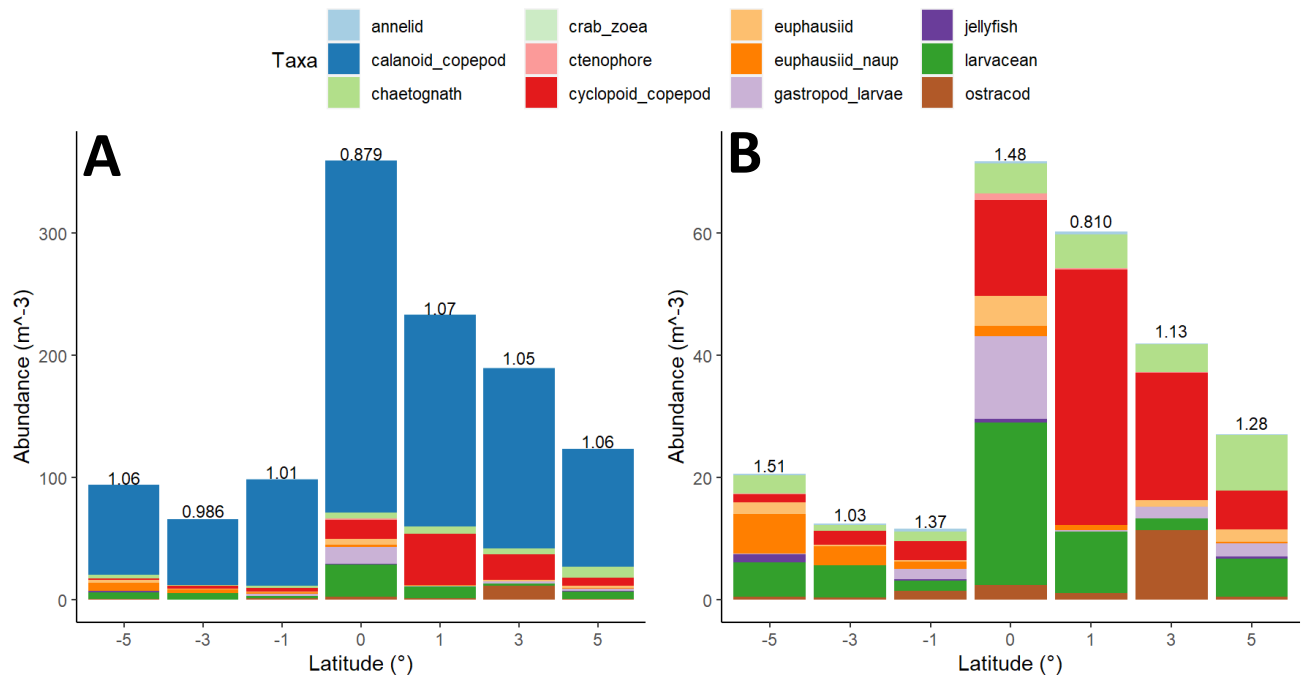 Taxa
annelid
calanoid_copepod
chaetognath
crab_zoea
ctenophore
cyclopoid_copepod
euphausiid
euphausiid_naup
gastropod_larvae
jellyfish
larvacean
ostracod
A
Abundance (m^-3)
300
200
100
0
1.06
0.986
1.01
0.879
1.07
1.05
1.06
-5
-3
-1
0
1
3
5
Latitude (°)
B
Abundance (m^-3)
60
40
20
0
1.51
1.03
1.37
1.48
0.810
1.13
1.28
-5
-3
-1
0
1
3
5
Latitude (°)